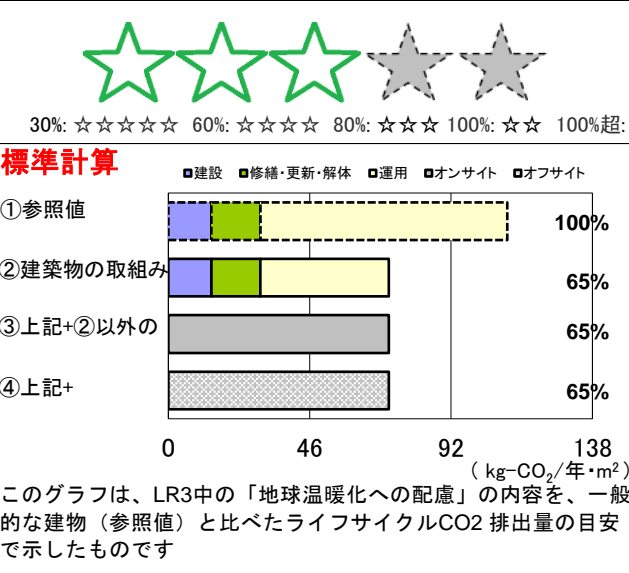 30%: ☆☆☆☆☆ 60%: ☆☆☆☆ 80%: ☆☆☆ 100%: ☆☆ 100%超:
標準計算
■建設 ■修繕・更新・解体 □運用 ■オンサイト □オフサイト
①参照値 100%
②建築物の取組み 65%
③上記+②以外の 65%
④上記+ 65%
0 46 92 138
( kg-CO₂/年・m²)
このグラフは、LR3中の「地球温暖化への配慮」の内容を、一般
的な建物（参照値）と比べたライフサイクルCO2 排出量の目安
で示したものです